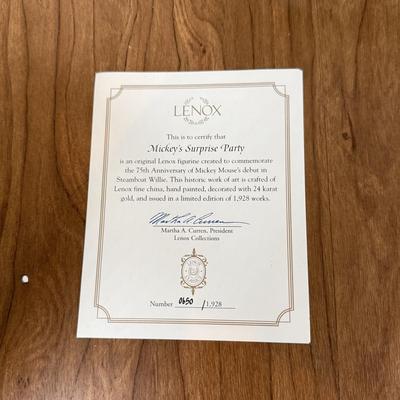 LENOX
This is to certify that
Mickey's Surprise Party
is an original Lenox figurine created to commemorate
the 75th Anniversary of Mickey Mouse's debut in
Steamboat Willie. This historic work of art is crafted of
Lenox fine china, hand painted, decorated with 24 karat
gold, and issued in a limited edition of 1,928 works.
Martha A. Curren
Martha A. Curren, President
Lenox Collections
Number 0650 /1,928